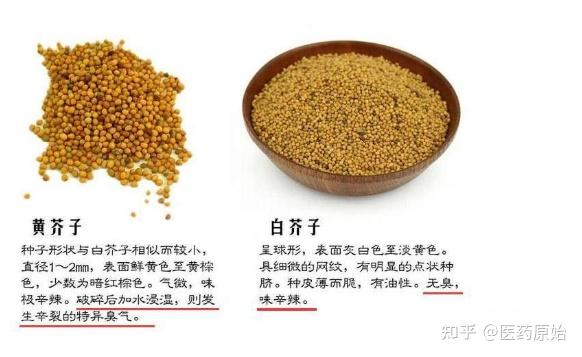 黄芥子
种子形状与白芥子相似而较小，
直径1～2mm，表面鲜黄色至黄棕
色，少数为暗红棕色。气微，味
极辛辣。破碎后加水浸湿，则发
生辛裂的特异臭气。
白芥子
呈球形，表面灰白色至淡黄色。
具细微的网纹，有明显的点状种
脐。种皮薄而脆，有油性。无臭，
味辛辣。
知乎 @医药原始